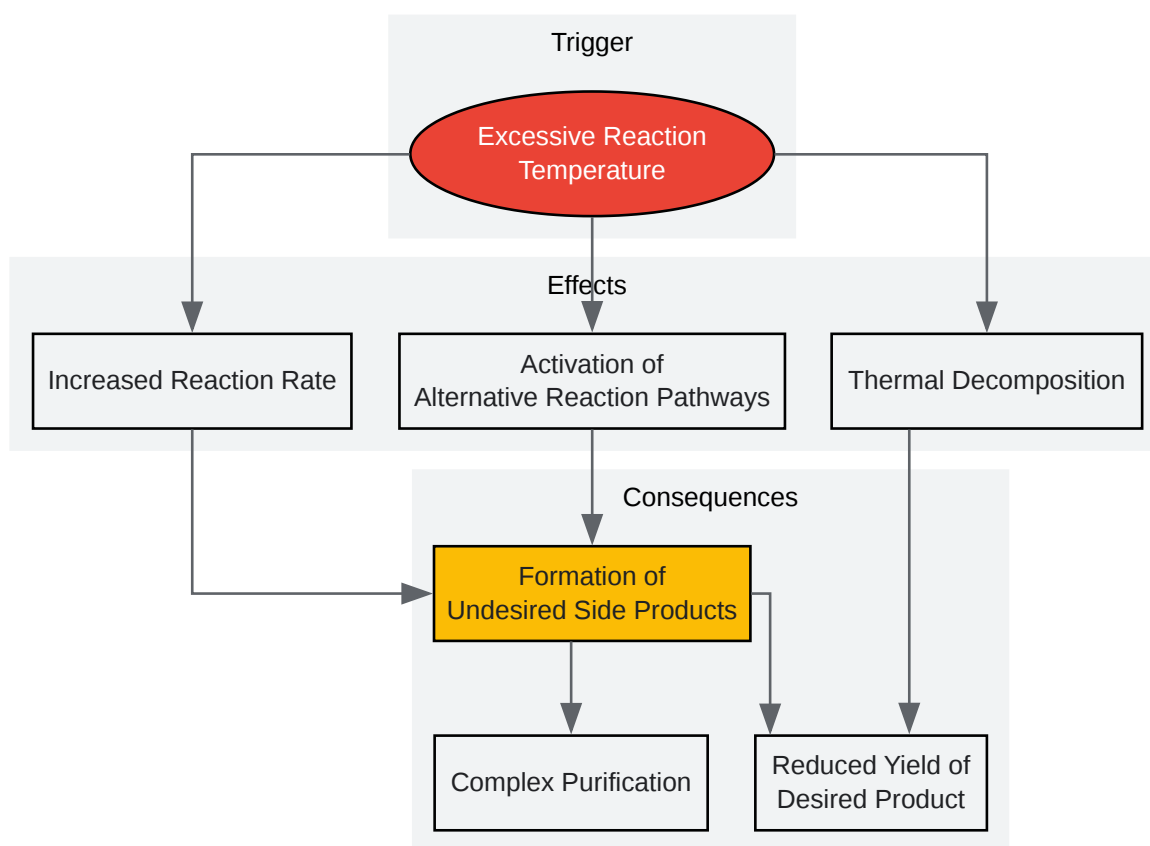 Trigger
Excessive Reaction
Temperature
Effects
Increased Reaction Rate
Activation of
Alternative Reaction Pathways
Thermal Decomposition
Consequences
Formation of
Undesired Side Products
Complex Purification
Reduced Yield of
Desired Product